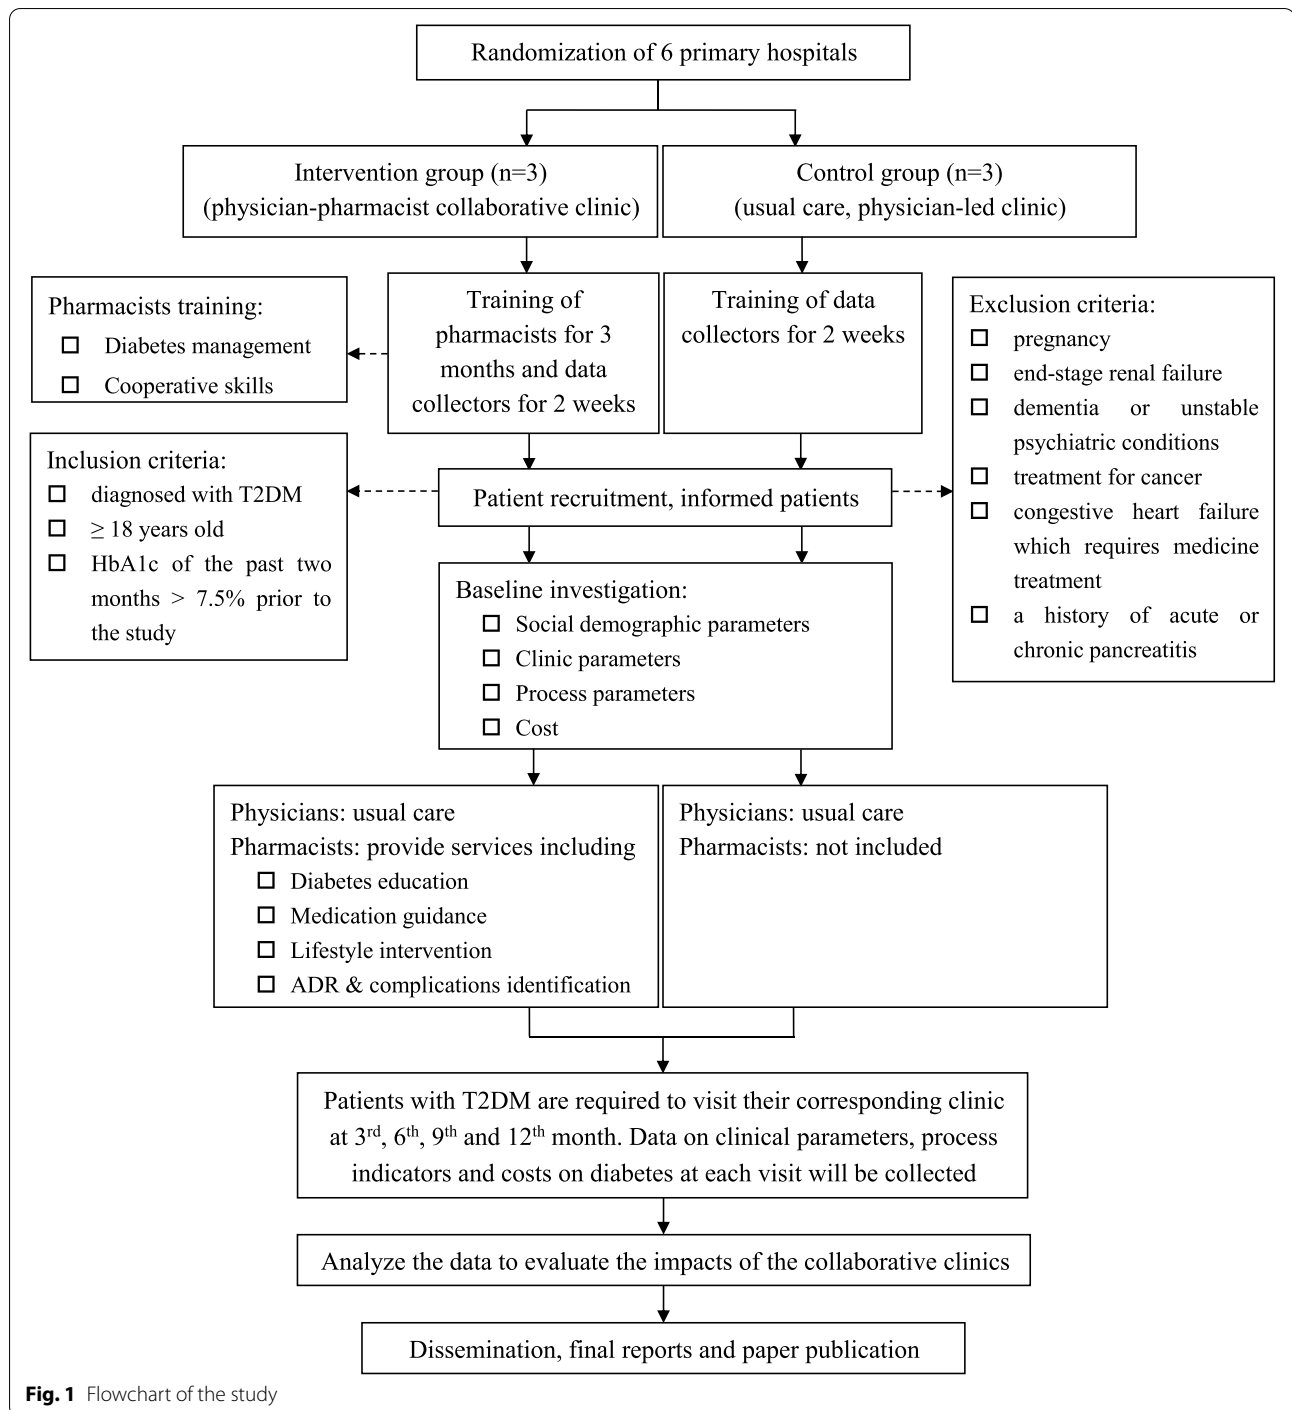 Randomization of 6 primary hospitals
Intervention group (n=3)
(physician-pharmacist collaborative clinic)
Control group (n=3)
(usual care, physician-led clinic)
Pharmacists training:
Diabetes management
Cooperative skills
Training of
pharmacists for 3
months and data
collectors for 2 weeks
Training of data
collectors for 2 weeks
Exclusion criteria:
pregnancy
end-stage renal failure
dementia or unstable
psychiatric conditions
treatment for cancer
congestive heart failure
which requires medicine
treatment
a history of acute or
chronic pancreatitis
Inclusion criteria:
diagnosed with T2DM
≥ 18 years old
HbA1c of the past two
months > 7.5% prior to
the study
Patient recruitment, informed patients
Baseline investigation:
Social demographic parameters
Clinic parameters
Process parameters
Cost
Physicians: usual care
Pharmacists: provide services including
Diabetes education
Medication guidance
Lifestyle intervention
ADR & complications identification
Physicians: usual care
Pharmacists: not included
Patients with T2DM are required to visit their corresponding clinic
at 3rd, 6th, 9th and 12th month. Data on clinical parameters, process
indicators and costs on diabetes at each visit will be collected
Analyze the data to evaluate the impacts of the collaborative clinics
Dissemination, final reports and paper publication
Fig. 1 Flowchart of the study